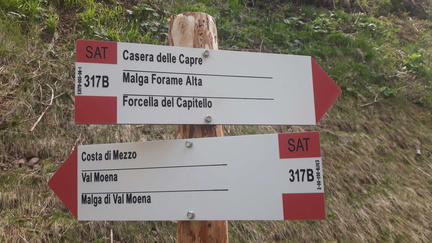 SAT
317B
Casera delle Capre
Malga Forame Alta
Forcella del Capitello
SAT
317B
Costa di Mezzo
Val Moena
Malga di Val Moena